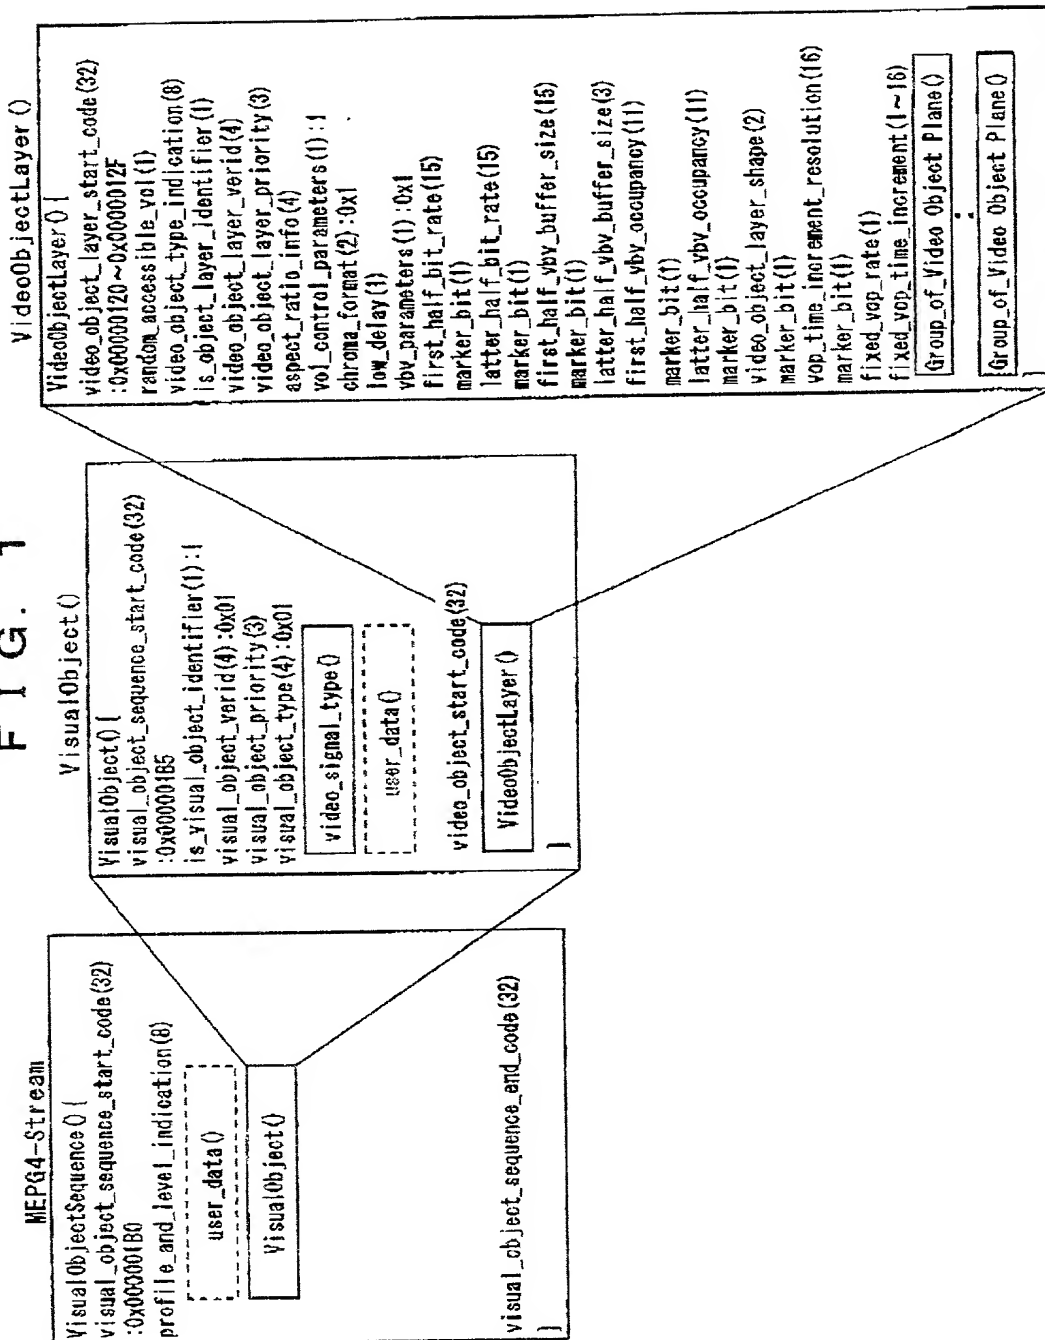 FIG. 1
MEPG4-Stream
VisualObjectSequence() {
visual_object_sequence_start_code(32)
:0x000001B0
profile_and_level_indication(8)
user_data()
VisualObject()
visual_object_sequence_end_code(32)
}
VisualObject()
VisualObject() {
visual_object_sequence_start_code(32)
:0x000001B5
is_visual_object_identifier(1):1
visual_object_verid(4):0x01
visual_object_priority(3)
visual_object_type(4):0x01
video_signal_type()
user_data()
video_object_start_code(32)
VideoObjectLayer()
}
VideoObjectLayer()
VideoObjectLayer() {
video_object_layer_start_code(32)
:0x00000120~0x0000012F
random_accessible_vol(1)
video_object_type_indication(8)
is_object_layer_identifier(1)
video_object_layer_verid(4)
video_object_layer_priority(3)
aspect_ratio_info(4)
vol_control_parameters(1):1
chroma_format(2):0x1
low_delay(1)
vbv_parameters(1):0x1
first_half_bit_rate(15)
marker_bit(1)
latter_half_bit_rate(15)
marker_bit(1)
first_half_vbv_buffer_size(15)
marker_bit(1)
latter_half_vbv_buffer_size(3)
first_half_vbv_occupancy(11)
marker_bit(1)
latter_half_vbv_occupancy(11)
marker_bit(1)
video_object_layer_shape(2)
marker_bit(1)
vop_time_increment_resolution(16)
marker_bit(1)
fixed_vop_rate(1)
fixed_vop_time_increment(1~16)
Group_of_Video Object Plane()
:
Group_of_Video Object Plane()
}